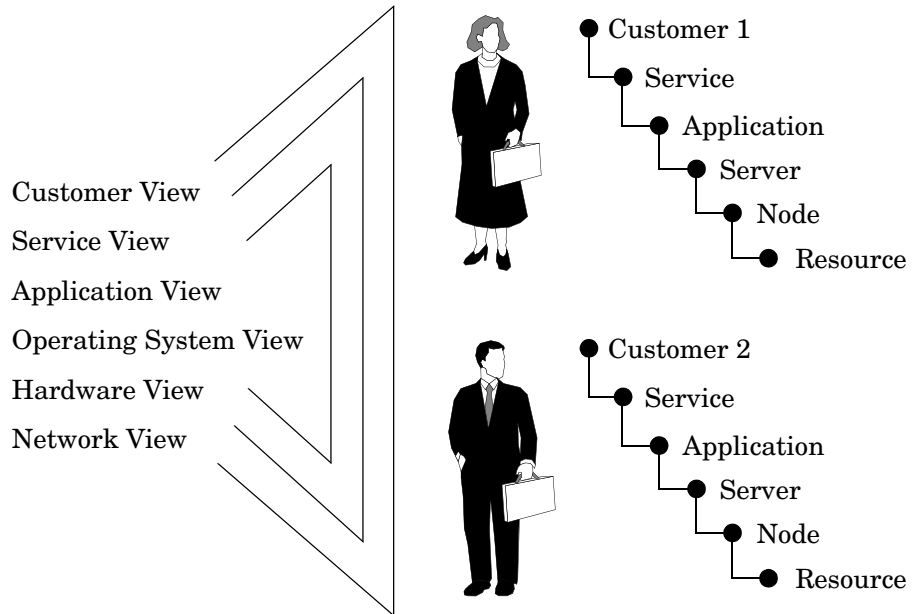 Customer View
Service View
Application View
Operating System View
Hardware View
Network View
Customer 1
Service
Application
Server
Node
Resource
Customer 2
Service
Application
Server
Node
Resource